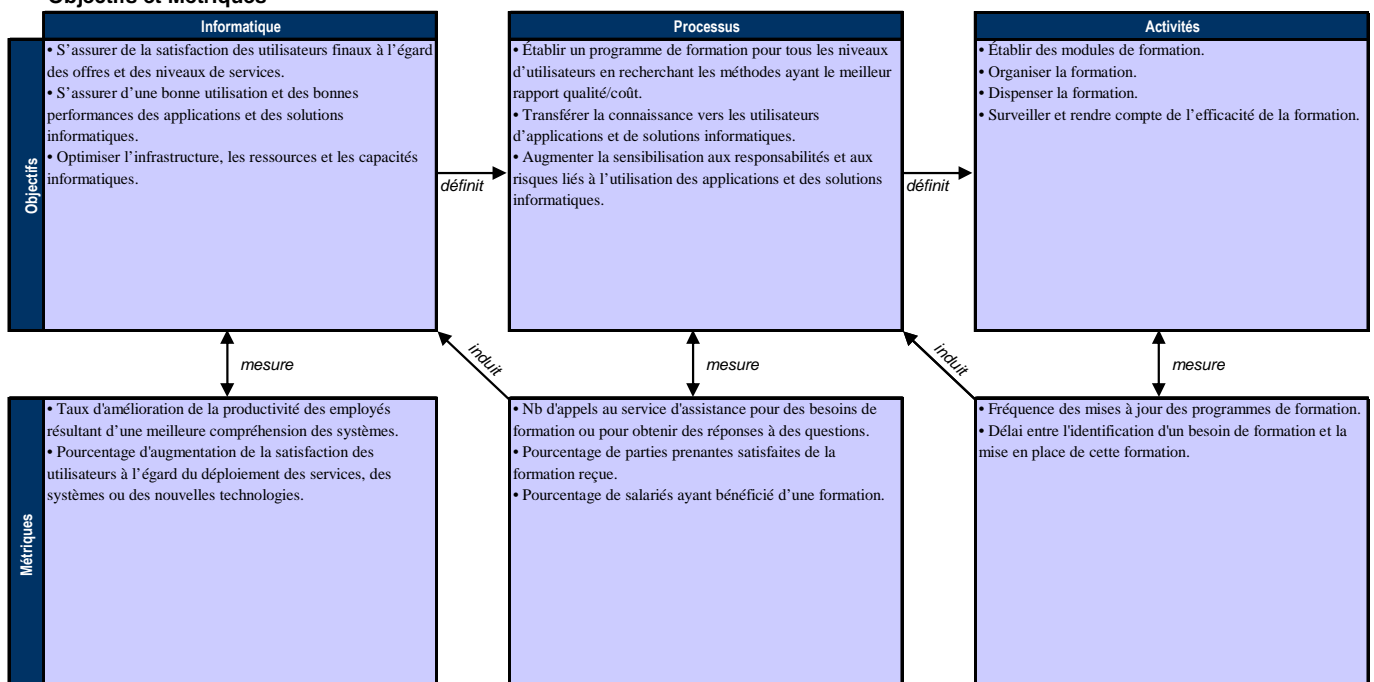 Objectifs et Métriques
Informatique
Processus
Activités
Objectifs
• S’assurer de la satisfaction des utilisateurs finaux à l’égard
des offres et des niveaux de services.
• S’assurer d’une bonne utilisation et des bonnes
performances des applications et des solutions
informatiques.
• Optimiser l’infrastructure, les ressources et les capacités
informatiques.
définit
• Établir un programme de formation pour tous les niveaux
d’utilisateurs en recherchant les méthodes ayant le meilleur
rapport qualité/coût.
• Transférer la connaissance vers les utilisateurs
d’applications et de solutions informatiques.
• Augmenter la sensibilisation aux responsabilités et aux
risques liés à l’utilisation des applications et des solutions
informatiques.
définit
• Établir des modules de formation.
• Organiser la formation.
• Dispenser la formation.
• Surveiller et rendre compte de l’efficacité de la formation.
mesure
induit
mesure
induit
mesure
Métriques
• Taux d'amélioration de la productivité des employés
résultant d’une meilleure compréhension des systèmes.
• Pourcentage d'augmentation de la satisfaction des
utilisateurs à l’égard du déploiement des services, des
systèmes ou des nouvelles technologies.
• Nb d'appels au service d'assistance pour des besoins de
formation ou pour obtenir des réponses à des questions.
• Pourcentage de parties prenantes satisfaites de la
formation reçue.
• Pourcentage de salariés ayant bénéficié d’une formation.
• Fréquence des mises à jour des programmes de formation.
• Délai entre l'identification d'un besoin de formation et la
mise en place de cette formation.